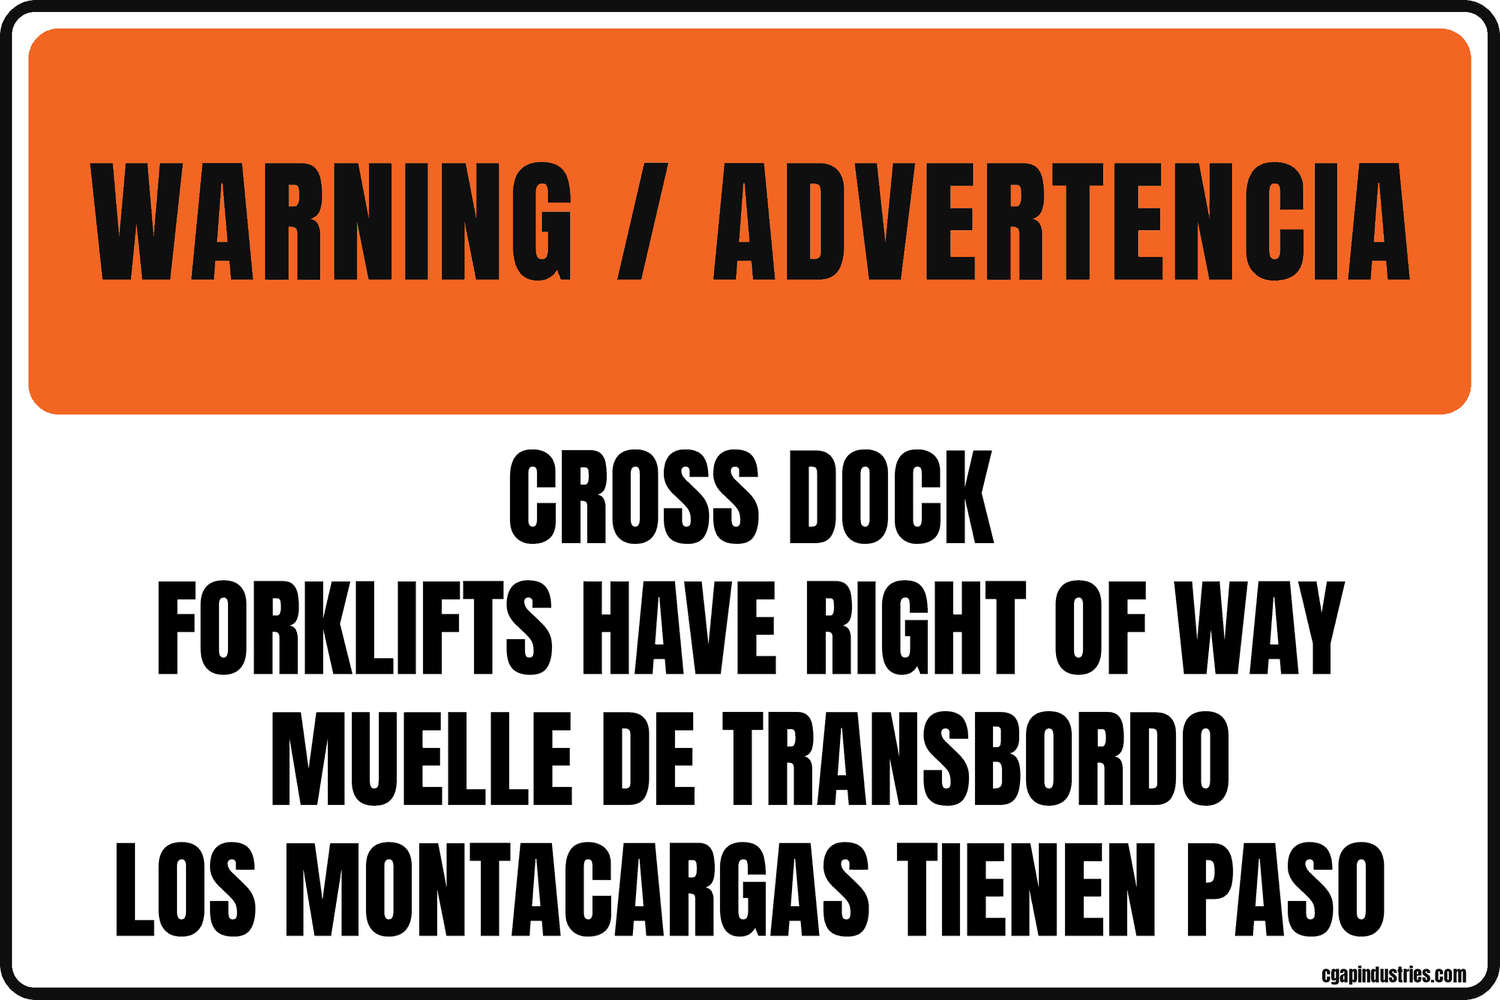 WARNING / ADVERTENCIA
CROSS DOCK
FORKLIFTS HAVE RIGHT OF WAY
MUELLE DE TRANSBORDO
LOS MONTACARGAS TIENEN PASO
cgapindustries.com